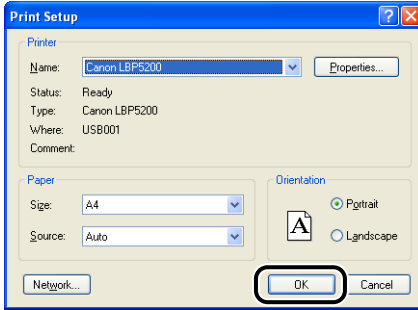 Print Setup
Printer
Name: Canon LBP5200 Properties...
Status: Ready
Type: Canon LBP5200
Where: USB001
Comment:
Paper Orientation
Size: A4 Portrait
Source: Auto A Landscape
Network... OK Cancel